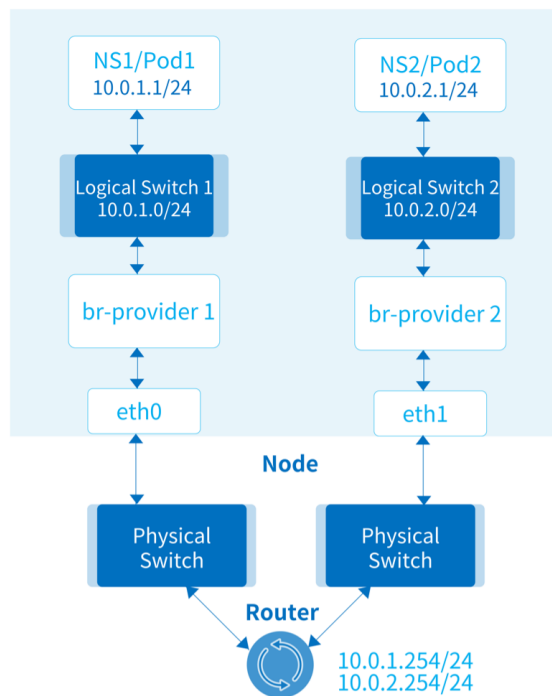 NS1/Pod1
10.0.1.1/24
NS2/Pod2
10.0.2.1/24
Logical Switch 1
10.0.1.0/24
Logical Switch 2
10.0.2.0/24
br-provider 1
br-provider 2
eth0
eth1
Node
Physical
Switch
Physical
Switch
Router
10.0.1.254/24
10.0.2.254/24